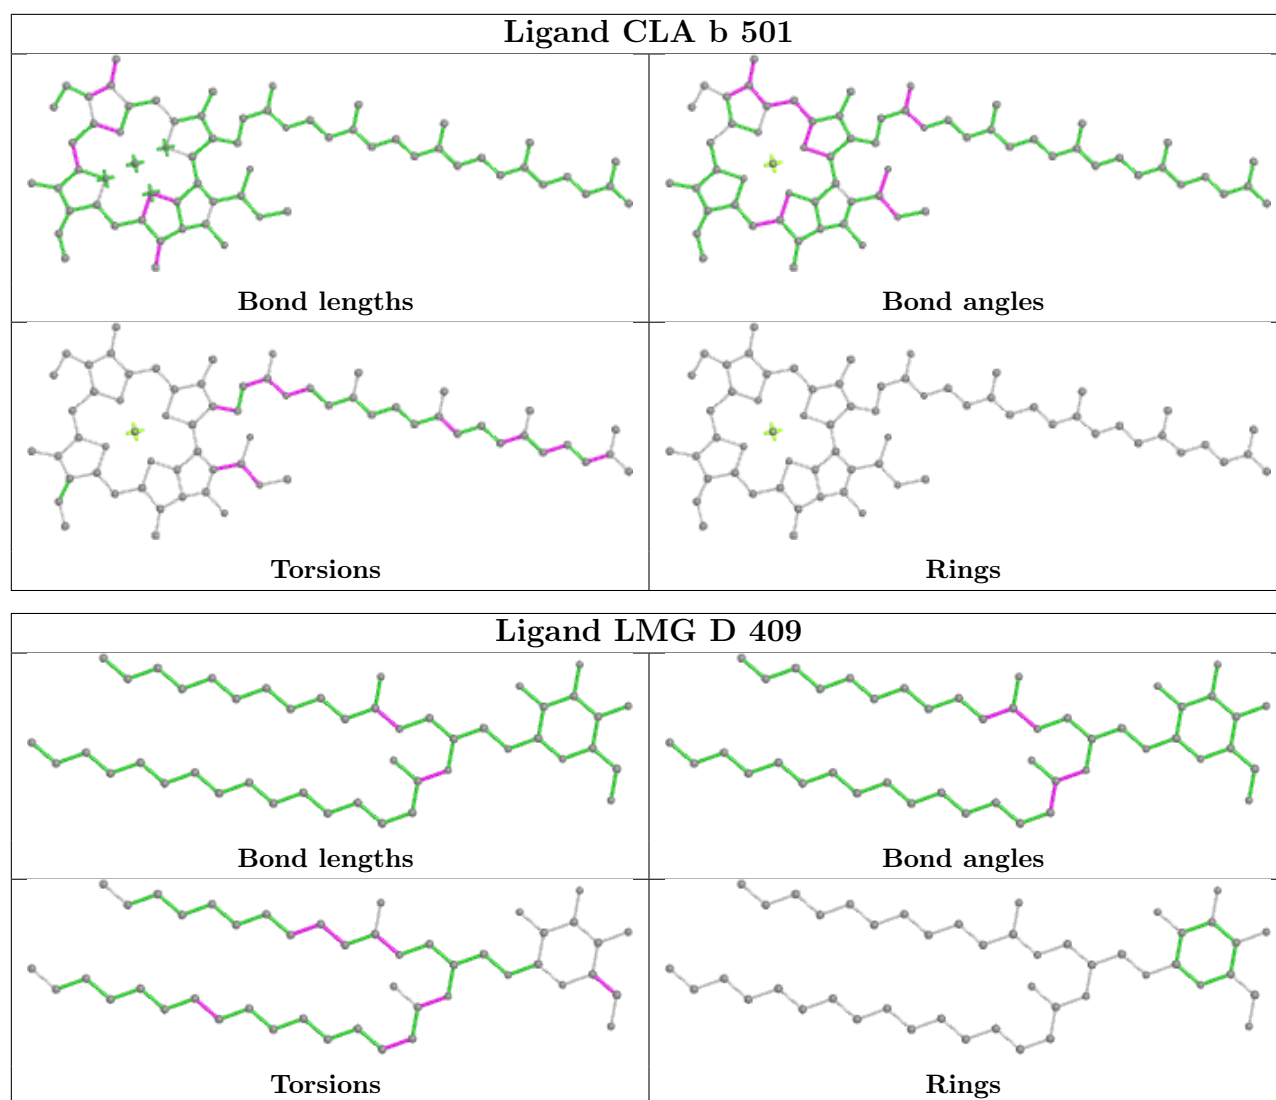 Ligand CLA b 501
Bond lengths
Bond angles
Torsions
Rings
Ligand LMG D 409
Bond lengths
Bond angles
Torsions
Rings